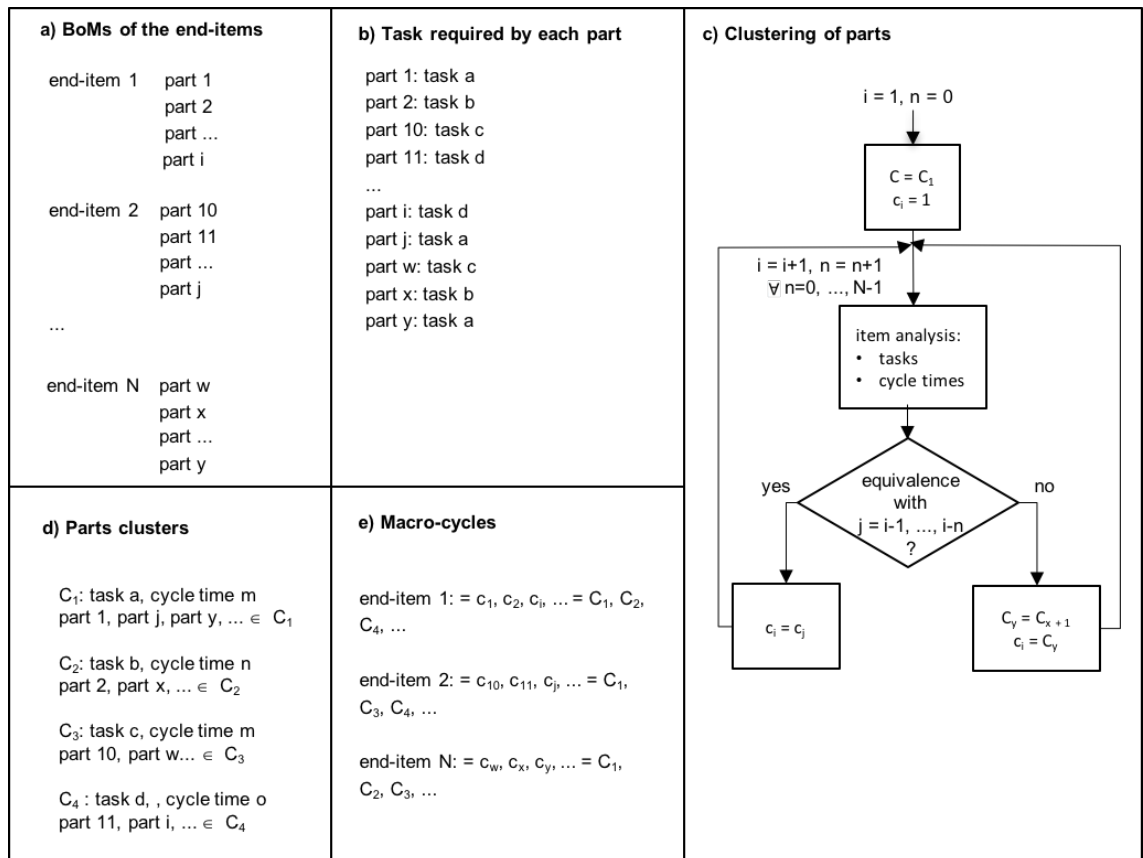 a) BoMs of the end-items
end-item 1 part 1
part 2
part ...
part i
end-item 2 part 10
part 11
part ...
part j
...
end-item N part w
part x
part ...
part y
b) Task required by each part
part 1: task a
part 2: task b
part 10: task c
part 11: task d
...
part i: task d
part j: task a
part w: task c
part x: task b
part y: task a
c) Clustering of parts
i = 1, n = 0
C = C₁
cᵢ = 1
i = i+1, n = n+1
∀ n=0, ..., N-1
item analysis:
• tasks
• cycle times
yes
equivalence
with
j = i-1, ..., i-n
?
no
cᵢ = cⱼ
C_y = C_x + 1
cᵢ = C_y
d) Parts clusters
C₁: task a, cycle time m
part 1, part j, part y, ... ∈ C₁
C₂: task b, cycle time n
part 2, part x, ... ∈ C₂
C₃: task c, cycle time m
part 10, part w... ∈ C₃
C₄ : task d, , cycle time o
part 11, part i, ... ∈ C₄
e) Macro-cycles
end-item 1: = c₁, c₂, cᵢ, ... = C₁, C₂,
C₄, ...
end-item 2: = c₁₀, c₁₁, cⱼ, ... = C₁,
C₃, C₄, ...
end-item N: = c_w, cₓ, c_y, ... = C₁,
C₂, C₃, ...